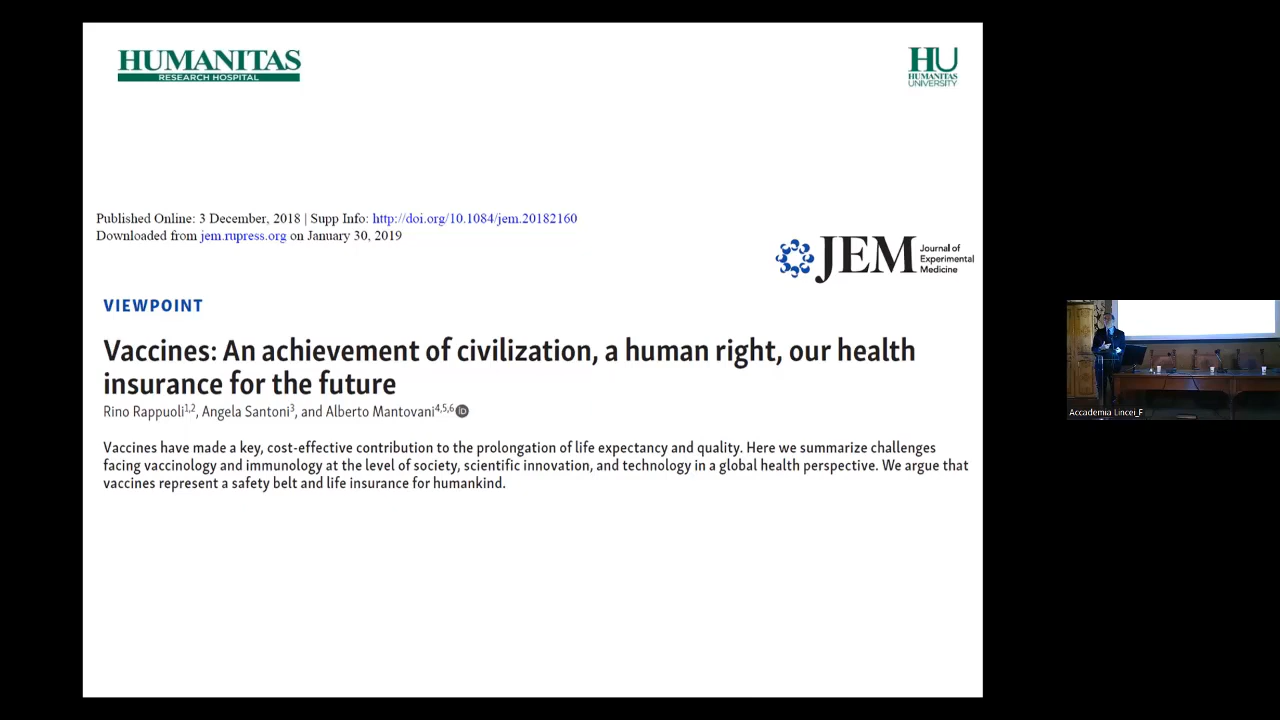 HUMANITAS
RESEARCH HOSPITAL
HU
HUMANITAS
UNIVERSITY
Published Online: 3 December, 2018 | Supp Info: http://doi.org/10.1084/jem.20182160
Downloaded from jem.rupress.org on January 30, 2019
JEM Journal of
Experimental
Medicine
VIEWPOINT
Vaccines: An achievement of civilization, a human right, our health
insurance for the future
Rino Rappuoli1,2, Angela Santoni3, and Alberto Mantovani4,5,6 iD
Vaccines have made a key, cost-effective contribution to the prolongation of life expectancy and quality. Here we summarize challenges
facing vaccinology and immunology at the level of society, scientific innovation, and technology in a global health perspective. We argue that
vaccines represent a safety belt and life insurance for humankind.
Accademia Lincei_F